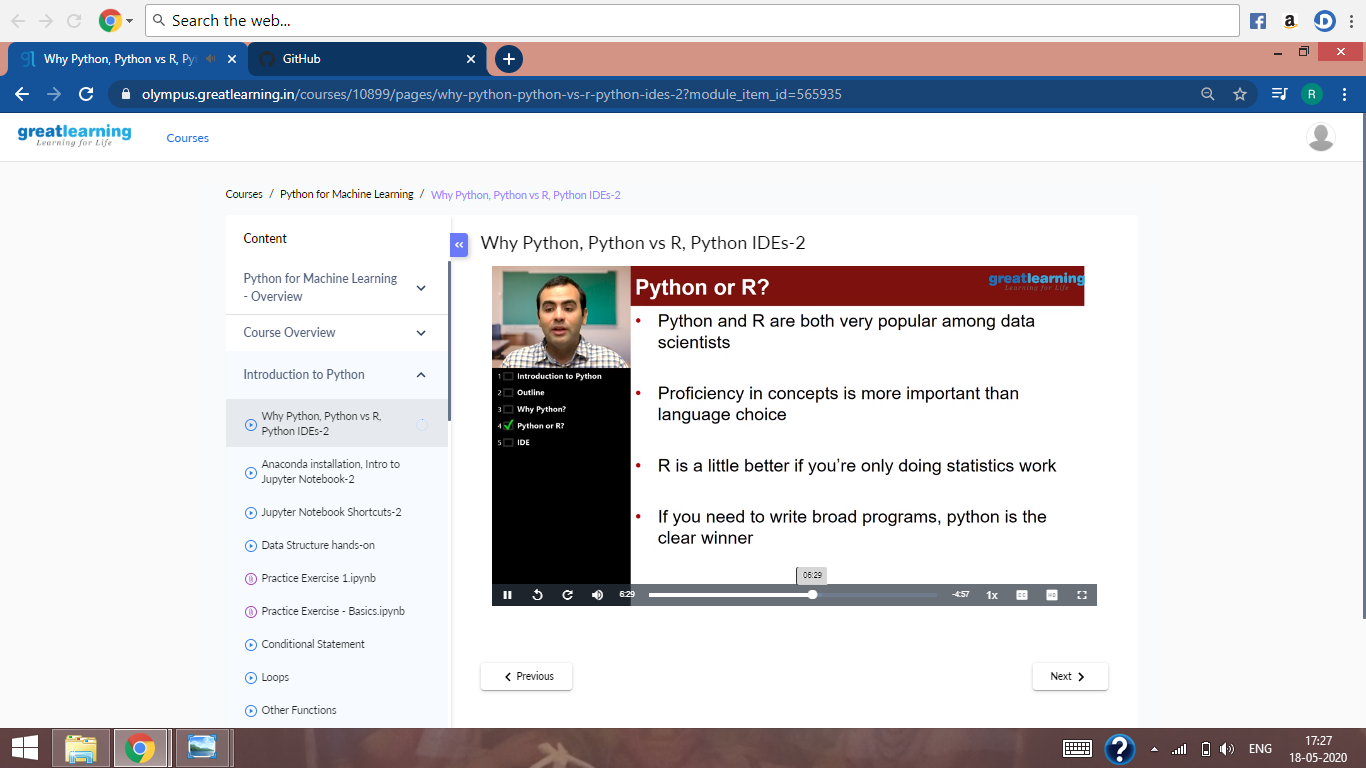 Search the web...
Why Python, Python vs R, Py
GitHub
olympus.greatlearning.in/courses/10899/pages/why-python-python-vs-r-python-ides-2?module_item_id=565935
R
greatlearning
Learning for Life
Courses
Courses / Python for Machine Learning / Why Python, Python vs R, Python IDEs-2
Content
Python for Machine Learning
- Overview
Course Overview
Introduction to Python
Why Python, Python vs R,
Python IDEs-2
Anaconda installation, Intro to
Jupyter Notebook-2
Jupyter Notebook Shortcuts-2
Data Structure hands-on
Practice Exercise 1.ipynb
Practice Exercise - Basics.ipynb
Conditional Statement
Loops
Other Functions
Why Python, Python vs R, Python IDEs-2
Python or R?
greatlearning
Learning for Life
1 Introduction to Python
2 Outline
3 Why Python?
4 Python or R?
5 IDE
• Python and R are both very popular among data
scientists
• Proficiency in concepts is more important than
language choice
• R is a little better if you're only doing statistics work
• If you need to write broad programs, python is the
clear winner
06:29
6:29
-4:57
1x
Previous
Next
ENG
17:27
18-05-2020